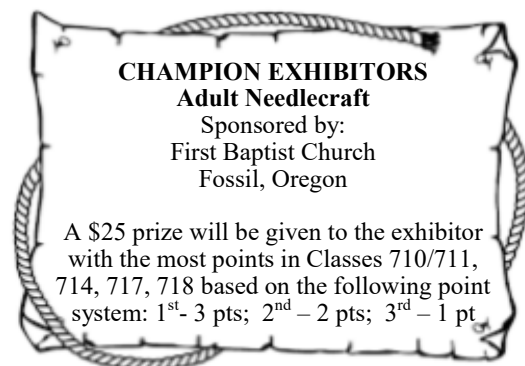 CHAMPION EXHIBITORS
Adult Needlecraft
Sponsored by:
First Baptist Church
Fossil, Oregon
A $25 prize will be given to the exhibitor
with the most points in Classes 710/711,
714, 717, 718 based on the following point
system: 1st- 3 pts; 2nd – 2 pts; 3rd – 1 pt